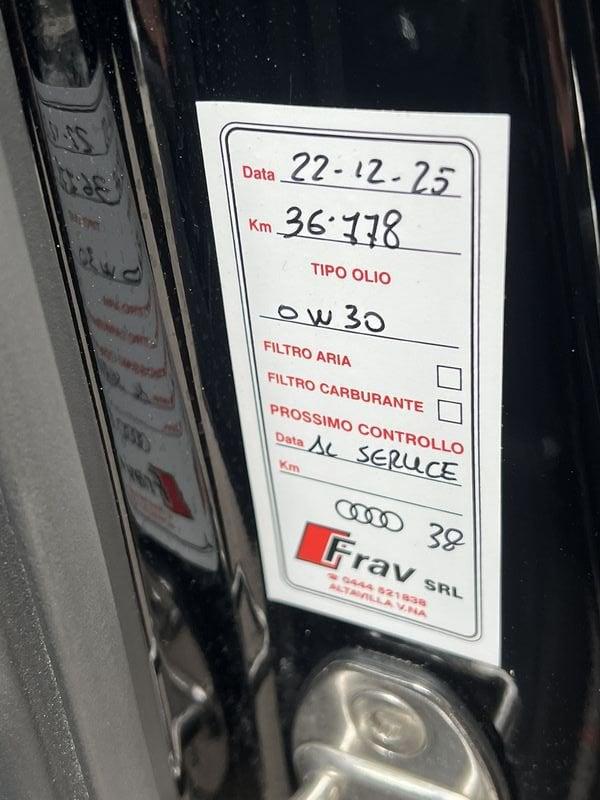 Data 22-12-25
Km 36.778
TIPO OLIO
0W30
FILTRO ARIA
FILTRO CARBURANTE
PROSSIMO CONTROLLO
Data AL SERVICE
Km
38
Frav SRL
☎ 0444 521838
ALTAVILLA V.NA